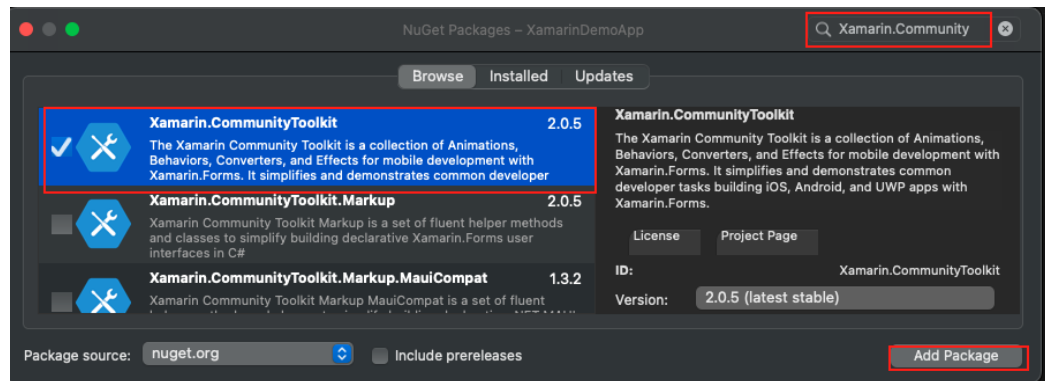 NuGet Packages – XamarinDemoApp
Xamarin.Community
Browse Installed Updates
Xamarin.CommunityToolkit 2.0.5
The Xamarin Community Toolkit is a collection of Animations,
Behaviors, Converters, and Effects for mobile development with
Xamarin.Forms. It simplifies and demonstrates common developer
Xamarin.CommunityToolkit.Markup 2.0.5
Xamarin Community Toolkit Markup is a set of fluent helper methods
and classes to simplify building declarative Xamarin.Forms user
interfaces in C#
Xamarin.CommunityToolkit.Markup.MauiCompat 1.3.2
Xamarin Community Toolkit Markup MauiCompat is a set of fluent
Xamarin.CommunityToolkit
The Xamarin Community Toolkit is a collection of Animations,
Behaviors, Converters, and Effects for mobile development with
Xamarin.Forms. It simplifies and demonstrates common
developer tasks building iOS, Android, and UWP apps with
Xamarin.Forms.
License Project Page
ID: Xamarin.CommunityToolkit
Version: 2.0.5 (latest stable)
Package source: nuget.org Include prereleases Add Package